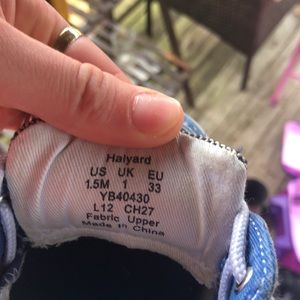 Halyard
US UK EU
1.5M 1 33
YB40430
L12 CH27
Fabric Upper
Made in China